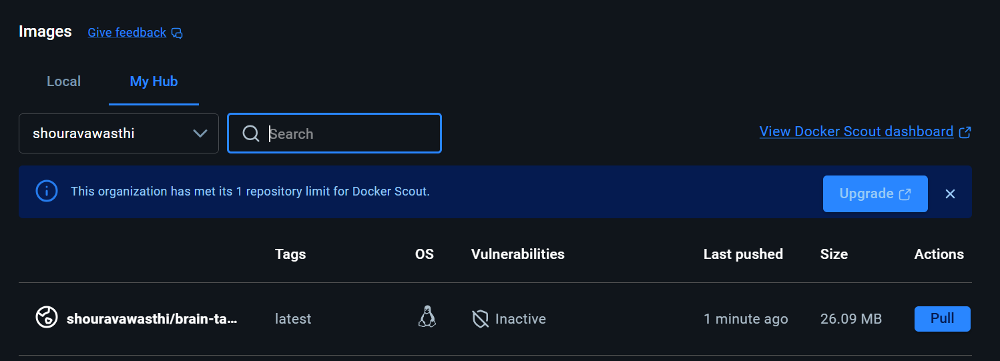 Images Give feedback
Local My Hub
shouravawasthi Search View Docker Scout dashboard
This organization has met its 1 repository limit for Docker Scout. Upgrade
Tags OS Vulnerabilities Last pushed Size Actions
shouravawasthi/brain-ta... latest Inactive 1 minute ago 26.09 MB Pull